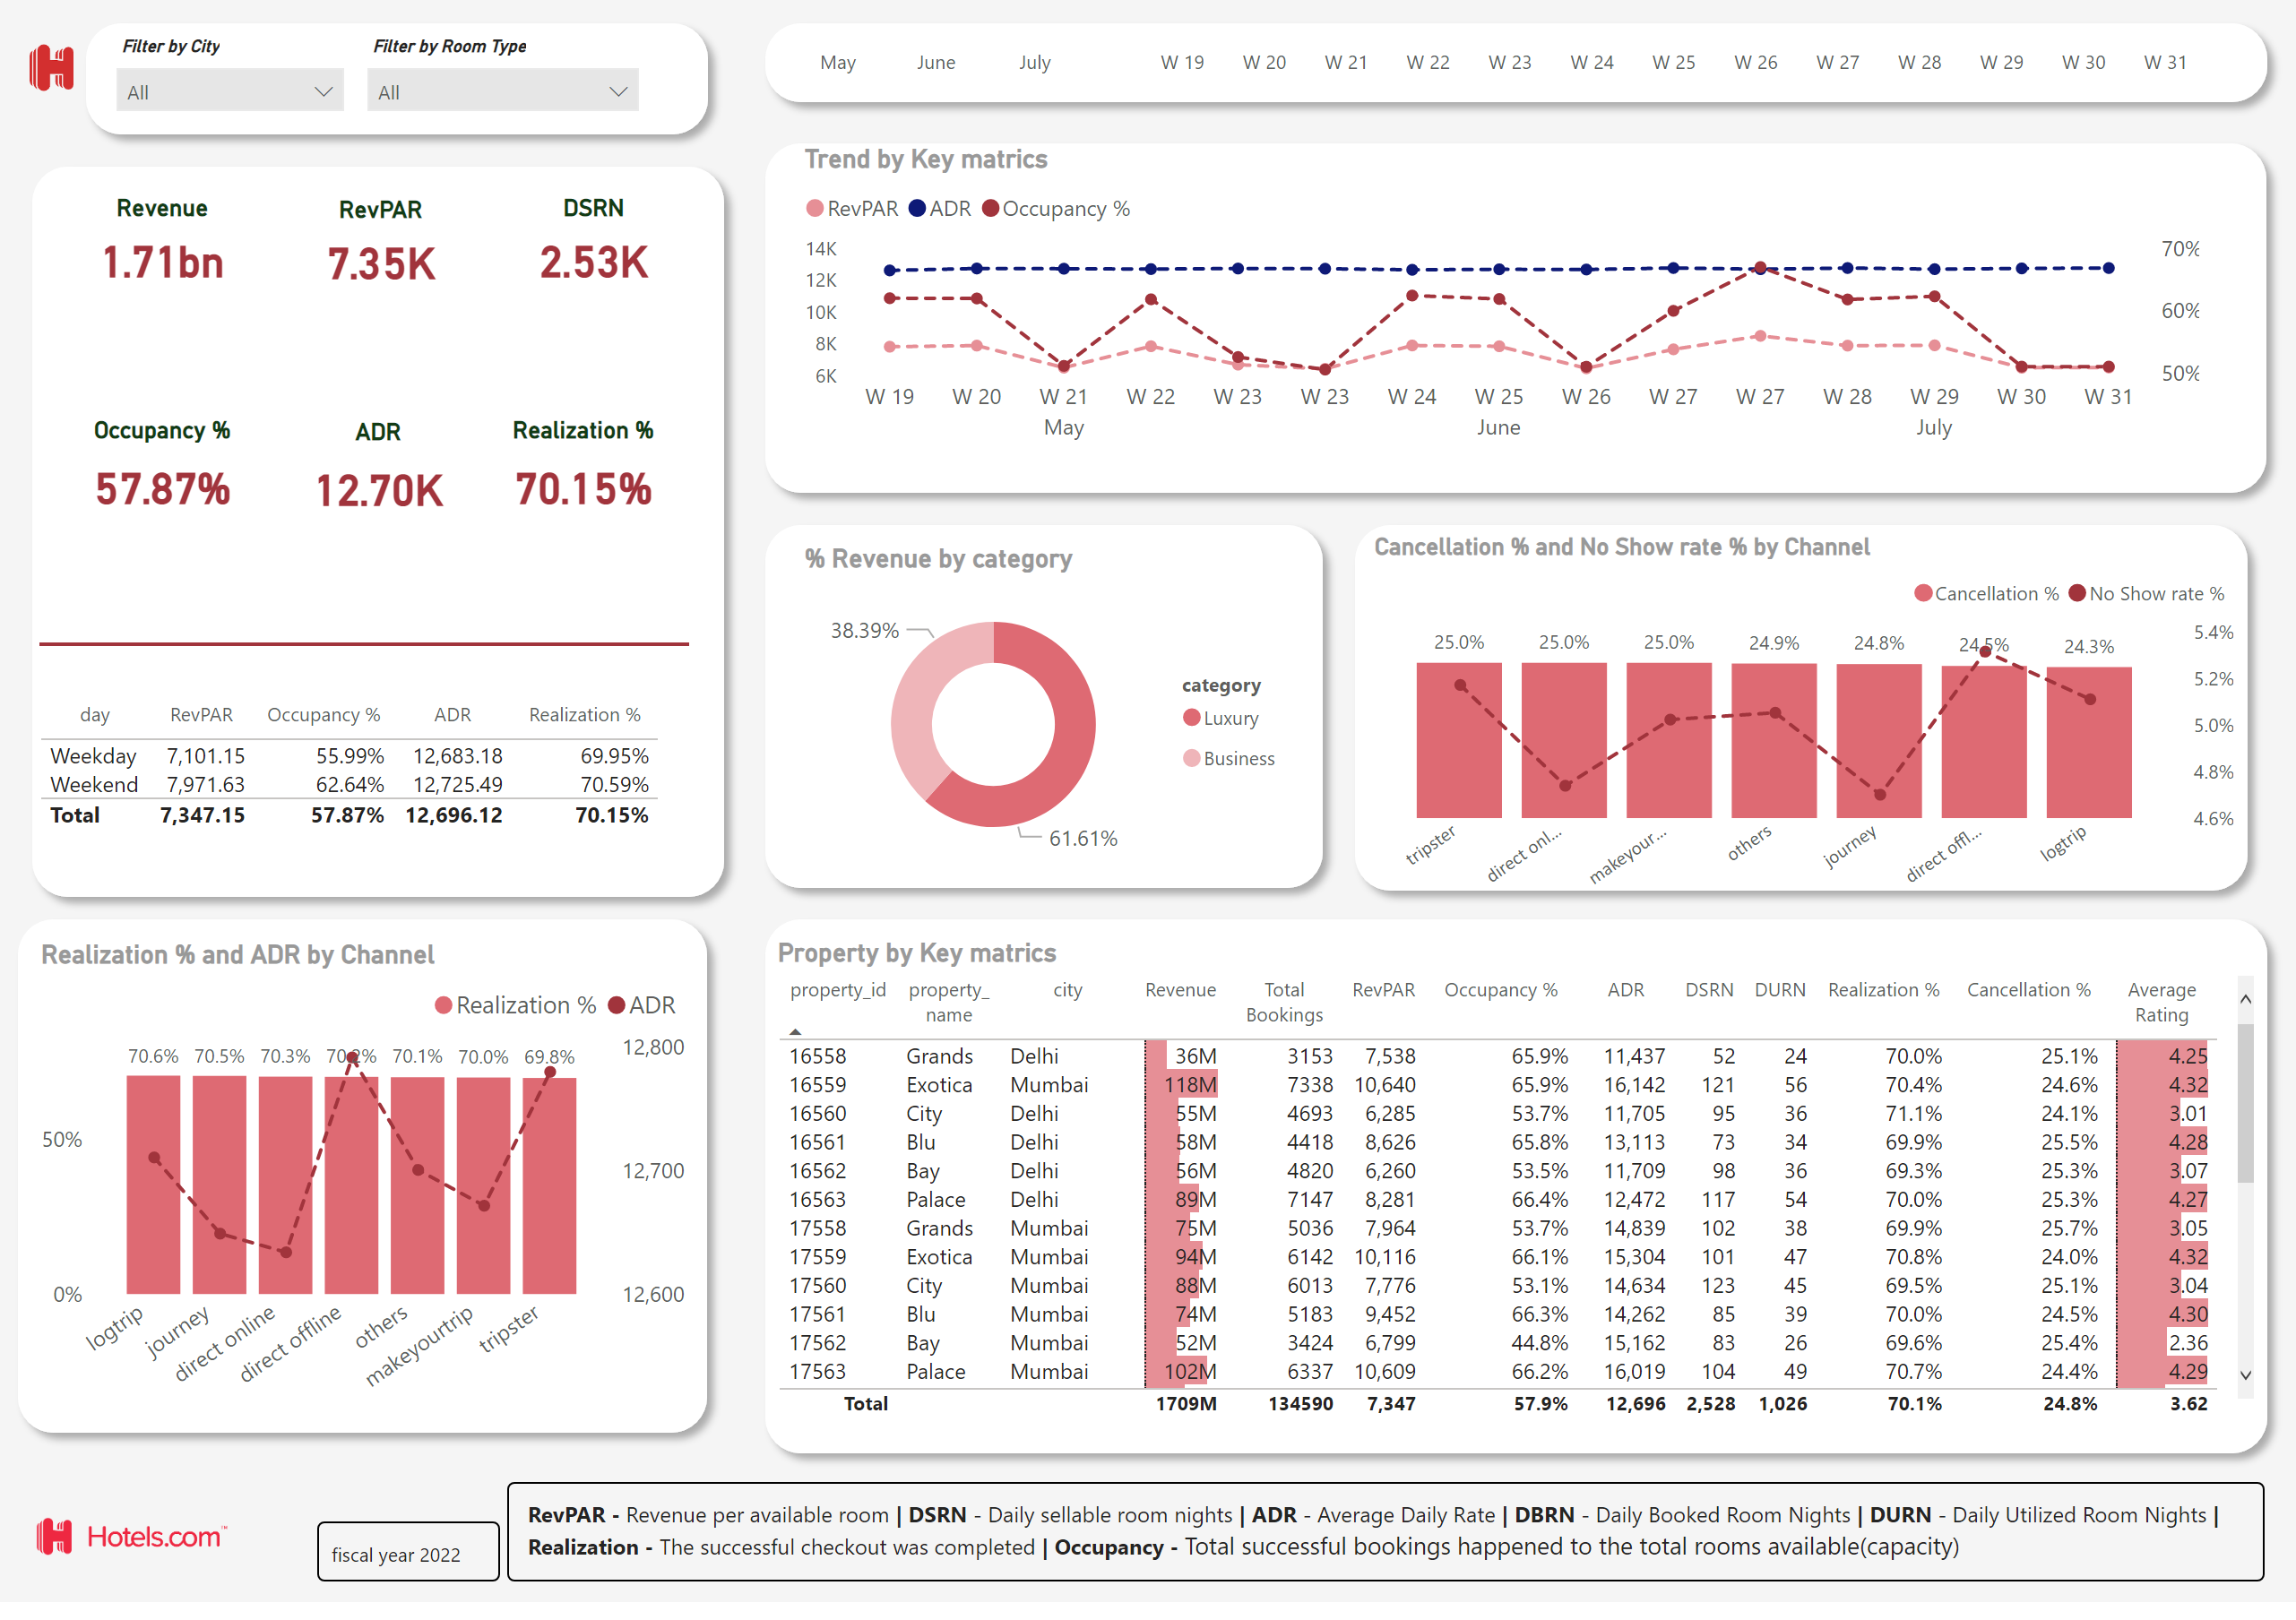 Filter by City
Filter by Room Type
All
All
May June July W 19 W 20 W 21 W 22 W 23 W 24 W 25 W 26 W 27 W 28 W 29 W 30 W 31
Revenue RevPAR DSRN
1.71bn 7.35K 2.53K
Occupancy % ADR Realization %
57.87% 12.70K 70.15%
day RevPAR Occupancy % ADR Realization %
Weekday 7,101.15 55.99% 12,683.18 69.95%
Weekend 7,971.63 62.64% 12,725.49 70.59%
Total 7,347.15 57.87% 12,696.12 70.15%
Trend by Key matrics
RevPAR ADR Occupancy %
14K
12K
10K
8K
6K
70%
60%
50%
W 19 W 20 W 21 W 22 W 23 W 23 W 24 W 25 W 26 W 27 W 27 W 28 W 29 W 30 W 31
May June July
% Revenue by category
38.39%
61.61%
category
Luxury
Business
Cancellation % and No Show rate % by Channel
Cancellation % No Show rate %
25.0% 25.0% 25.0% 24.9% 24.8% 24.5% 24.3%
5.4%
5.2%
5.0%
4.8%
4.6%
tripster direct onl... makeyour... others journey direct offl... logtrip
Realization % and ADR by Channel
Realization % ADR
70.6% 70.5% 70.3% 70.2% 70.1% 70.0% 69.8%
50%
0%
12,800
12,700
12,600
logtrip journey direct online direct offline others makeyourtrip tripster
Property by Key matrics
property_id property_ name city Revenue Total Bookings RevPAR Occupancy % ADR DSRN DURN Realization % Cancellation % Average Rating
16558 Grands Delhi 36M 3153 7,538 65.9% 11,437 52 24 70.0% 25.1% 4.25
16559 Exotica Mumbai 118M 7338 10,640 65.9% 16,142 121 56 70.4% 24.6% 4.32
16560 City Delhi 55M 4693 6,285 53.7% 11,705 95 36 71.1% 24.1% 3.01
16561 Blu Delhi 58M 4418 8,626 65.8% 13,113 73 34 69.9% 25.5% 4.28
16562 Bay Delhi 56M 4820 6,260 53.5% 11,709 98 36 69.3% 25.3% 3.07
16563 Palace Delhi 89M 7147 8,281 66.4% 12,472 117 54 70.0% 25.3% 4.27
17558 Grands Mumbai 75M 5036 7,964 53.7% 14,839 102 38 69.9% 25.7% 3.05
17559 Exotica Mumbai 94M 6142 10,116 66.1% 15,304 101 47 70.8% 24.0% 4.32
17560 City Mumbai 88M 6013 7,776 53.1% 14,634 123 45 69.5% 25.1% 3.04
17561 Blu Mumbai 74M 5183 9,452 66.3% 14,262 85 39 70.0% 24.5% 4.30
17562 Bay Mumbai 52M 3424 6,799 44.8% 15,162 83 26 69.6% 25.4% 2.36
17563 Palace Mumbai 102M 6337 10,609 66.2% 16,019 104 49 70.7% 24.4% 4.29
Total 1709M 134590 7,347 57.9% 12,696 2,528 1,026 70.1% 24.8% 3.62
Hotels.com™
fiscal year 2022
RevPAR - Revenue per available room | DSRN - Daily sellable room nights | ADR - Average Daily Rate | DBRN - Daily Booked Room Nights | DURN - Daily Utilized Room Nights |
Realization - The successful checkout was completed | Occupancy - Total successful bookings happened to the total rooms available(capacity)